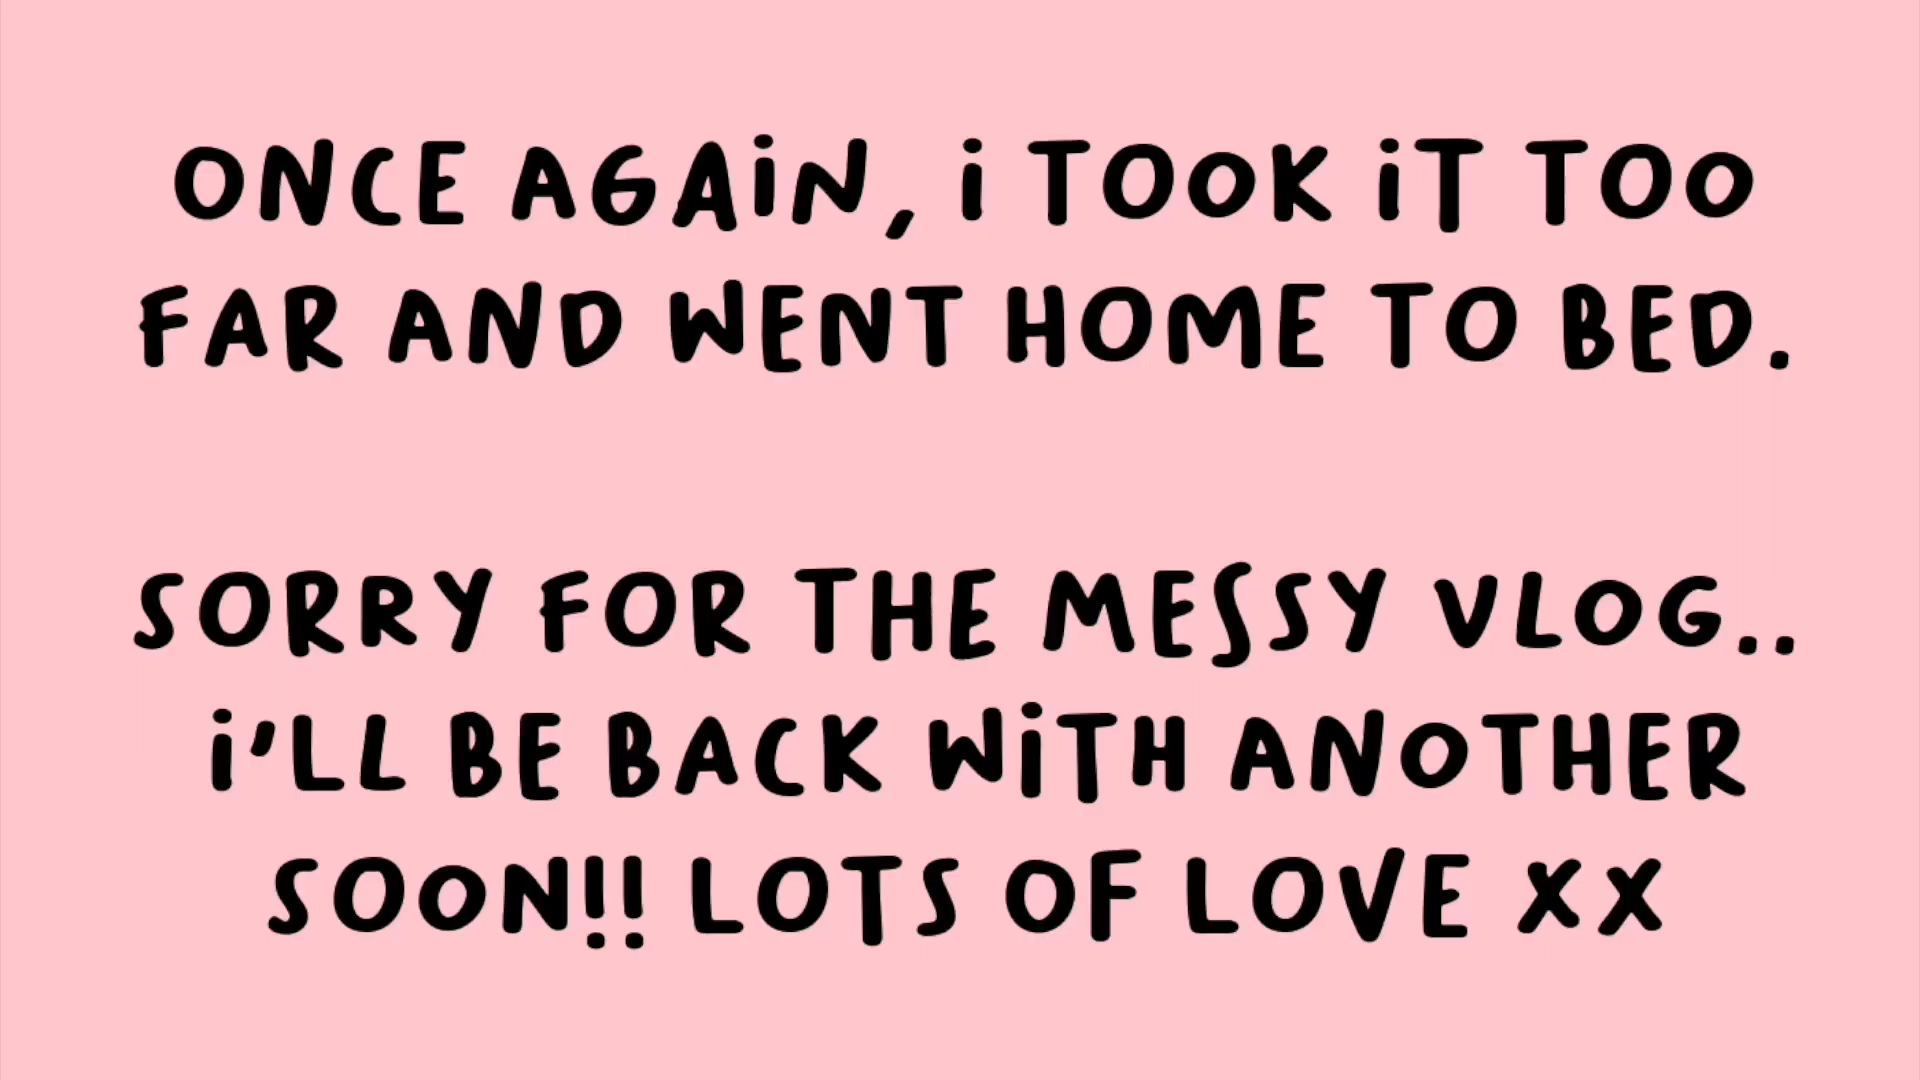 ONCE AGAiN, i TOOK iT TOO
FAR AND WENT HOME TO BED.
SORRY FOR THE MESSY VLOG..
i'LL BE BACK WiTH ANOTHER
SOON!! LOTS OF LOVE XX